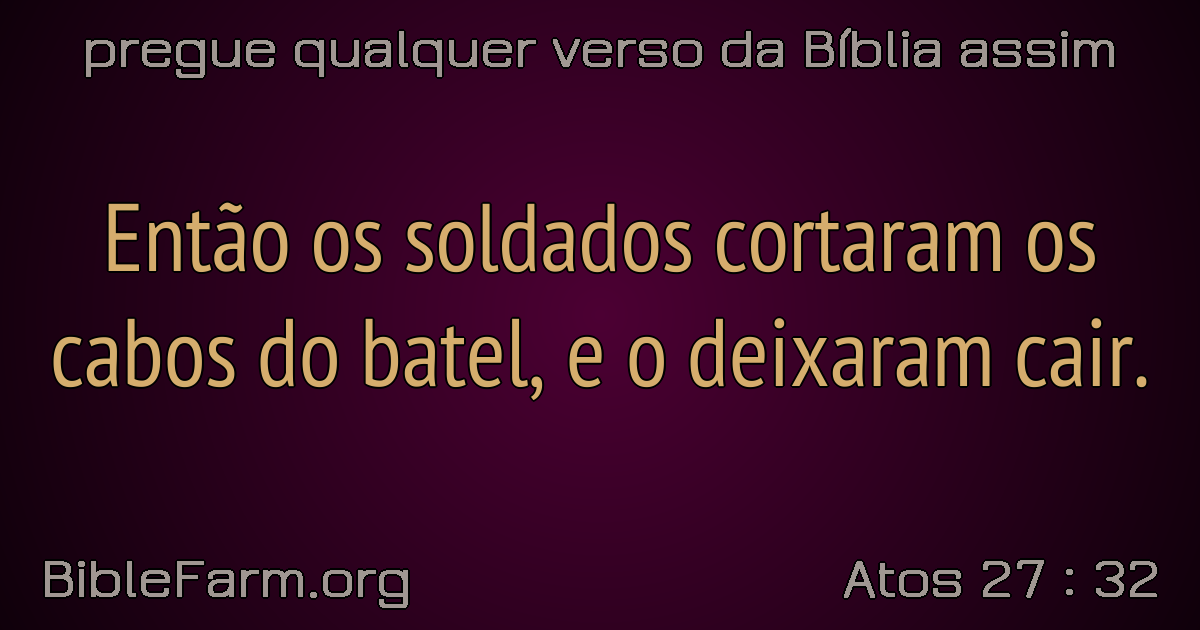 pregue qualquer verso da Bíblia assim
Então os soldados cortaram os
cabos do batel, e o deixaram cair.
BibleFarm.org
Atos 27 : 32